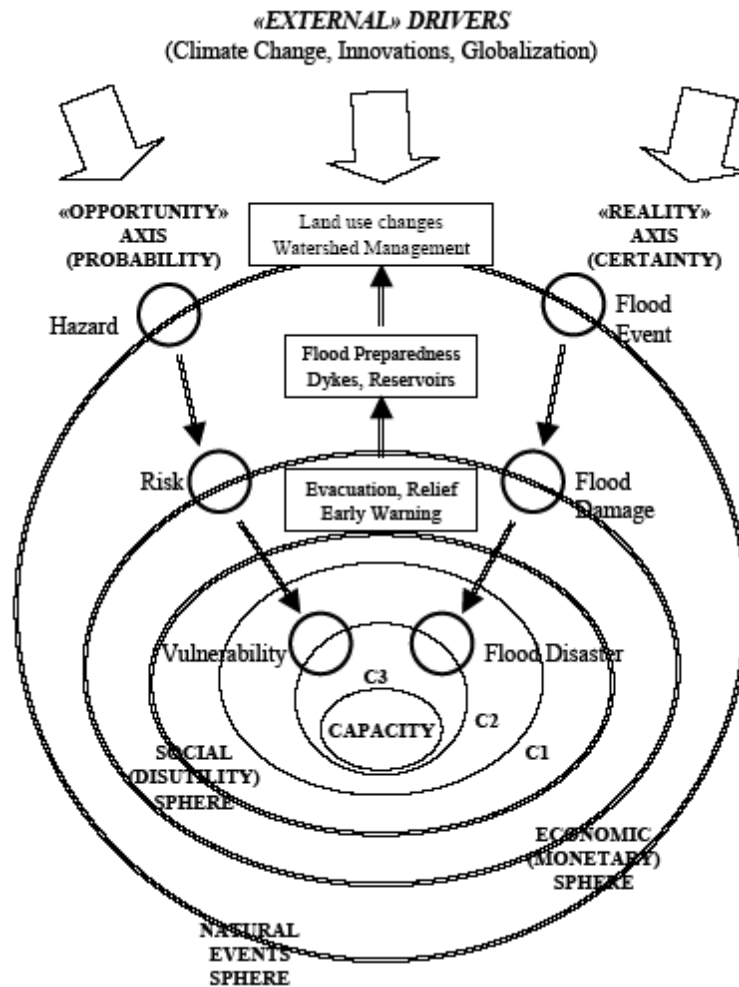 «EXTERNAL» DRIVERS
(Climate Change, Innovations, Globalization)
«OPPORTUNITY»
AXIS
(PROBABILITY)
Land use changes
Watershed Management
«REALITY»
AXIS
(CERTAINTY)
Hazard
Flood
Event
Flood Preparedness
Dykes, Reservoirs
Risk
Evacuation, Relief
Early Warning
Flood
Damage
Vulnerability
Flood Disaster
C3
CAPACITY
C2
C1
SOCIAL
(DISUTILITY)
SPHERE
ECONOMIC
(MONETARY)
SPHERE
NATURAL
EVENTS
SPHERE